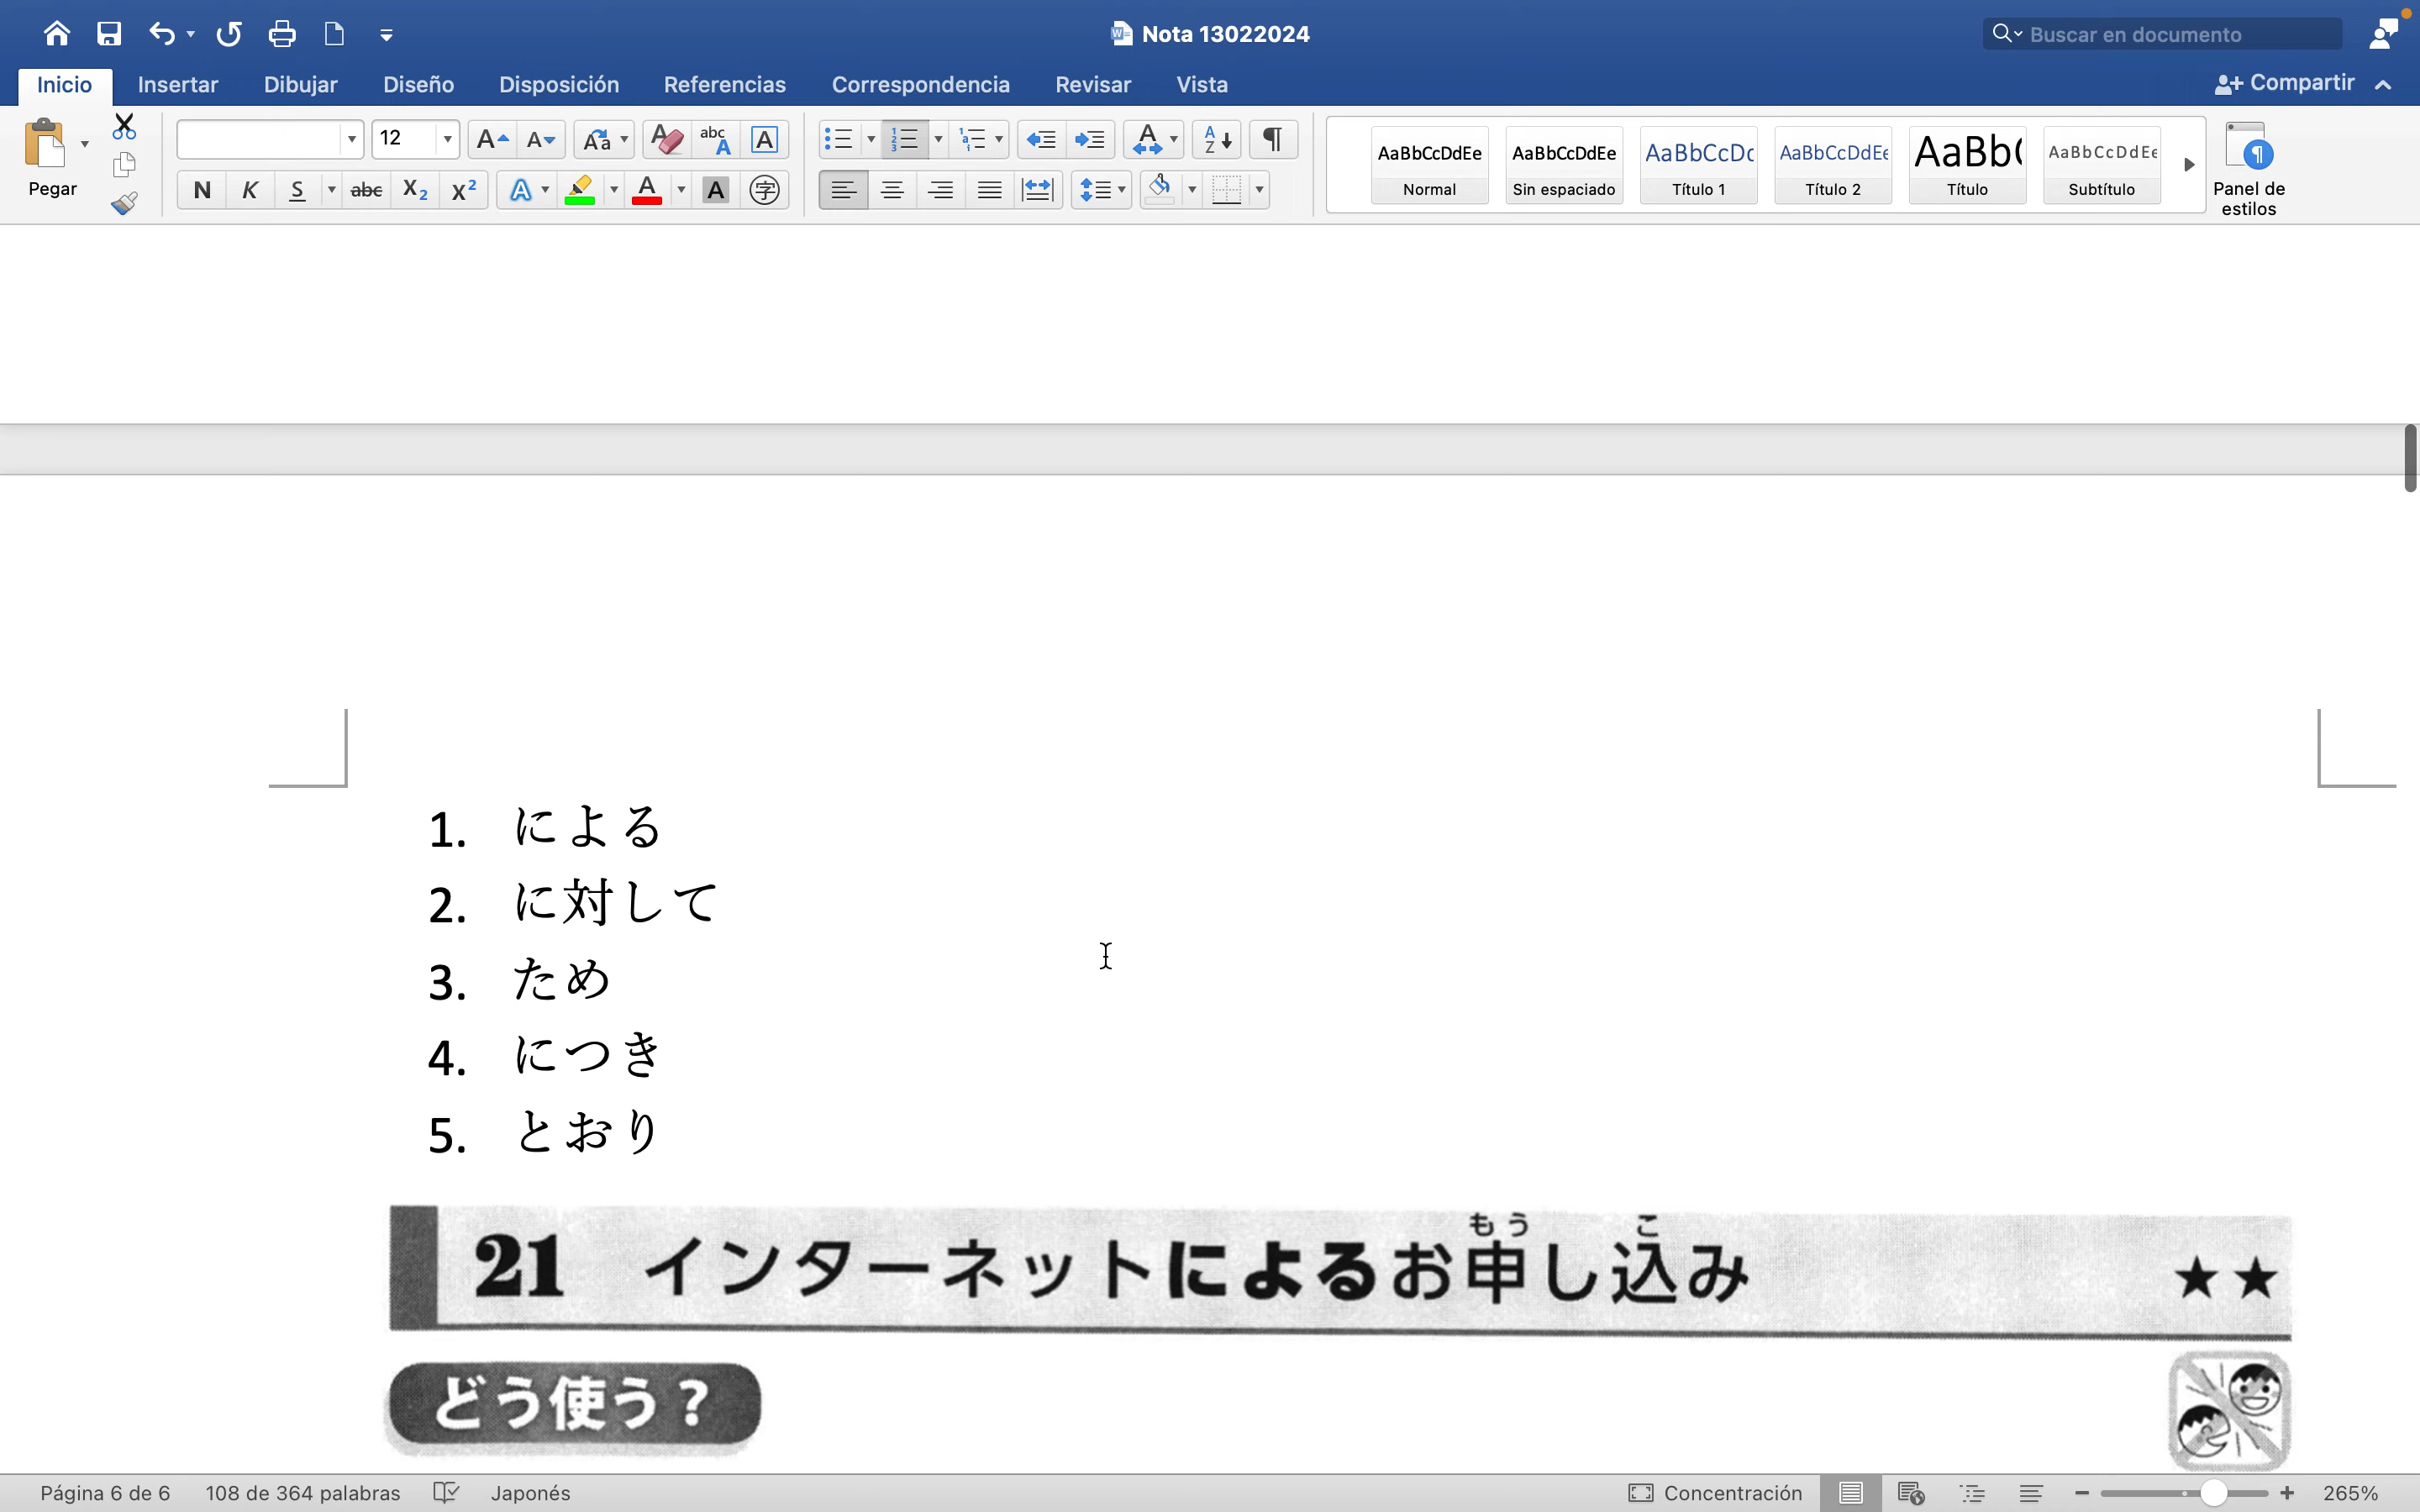 Nota 13022024
Buscar en documento
Inicio Insertar Dibujar Diseño Disposición Referencias Correspondencia Revisar Vista Compartir
Pegar
12
N K S abc X2 X2
AaBbCcDdEe AaBbCcDdEe AaBbCcDc AaBbCcDdEe AaBb( AaBbCcDdEe
Normal Sin espaciado Título 1 Título 2 Título Subtítulo
Panel de
estilos
1. による
2. に対して
3. ため
4. につき
5. とおり
もう こ
21 インターネットによるお申し込み ★★
どう使う？
Página 6 de 6 108 de 364 palabras Japonés Concentración 265%